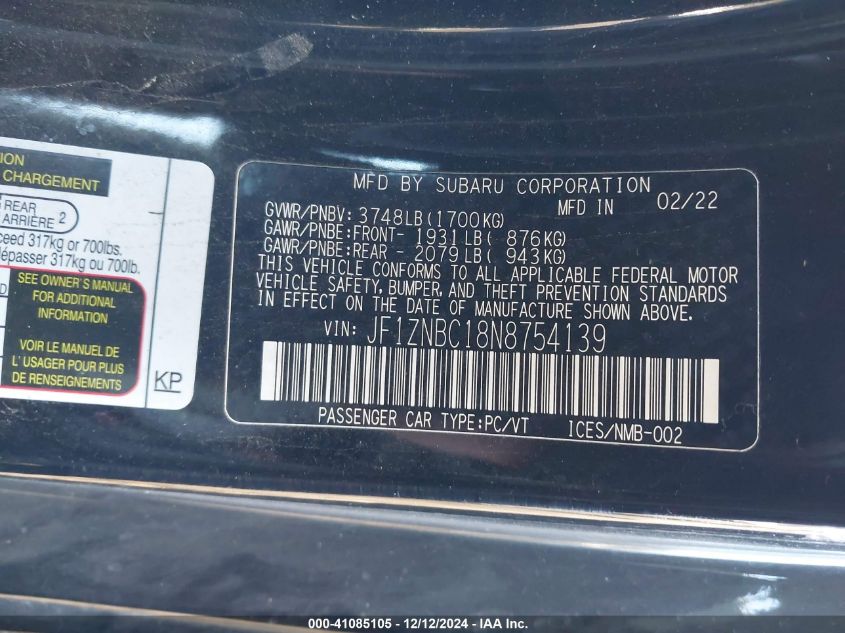 ION
CHARGEMENT
REAR
ARRIÈRE 2
ceed 317kg or 700lbs.
dépasser 317kg ou 700lb.
SEE OWNER'S MANUAL
FOR ADDITIONAL
INFORMATION
VOIR LE MANUEL DE
L'USAGER POUR PLUS
DE RENSEIGNEMENTS
KP
MFD BY SUBARU CORPORATION
MFD IN 02/22
GVWR/PNBV: 3748LB(1700KG)
GAWR/PNBE:FRONT- 1931LB( 876KG)
GAWR/PNBE:REAR - 2079LB( 943KG)
THIS VEHICLE CONFORMS TO ALL APPLICABLE FEDERAL MOTOR
VEHICLE SAFETY, BUMPER, AND THEFT PREVENTION STANDARDS
IN EFFECT ON THE DATE OF MANUFACTURE SHOWN ABOVE.
VIN: JF1ZNBC18N8754139
PASSENGER CAR TYPE:PC/VT ICES/NMB-002
000-41085105 - 12/12/2024 - IAA Inc.